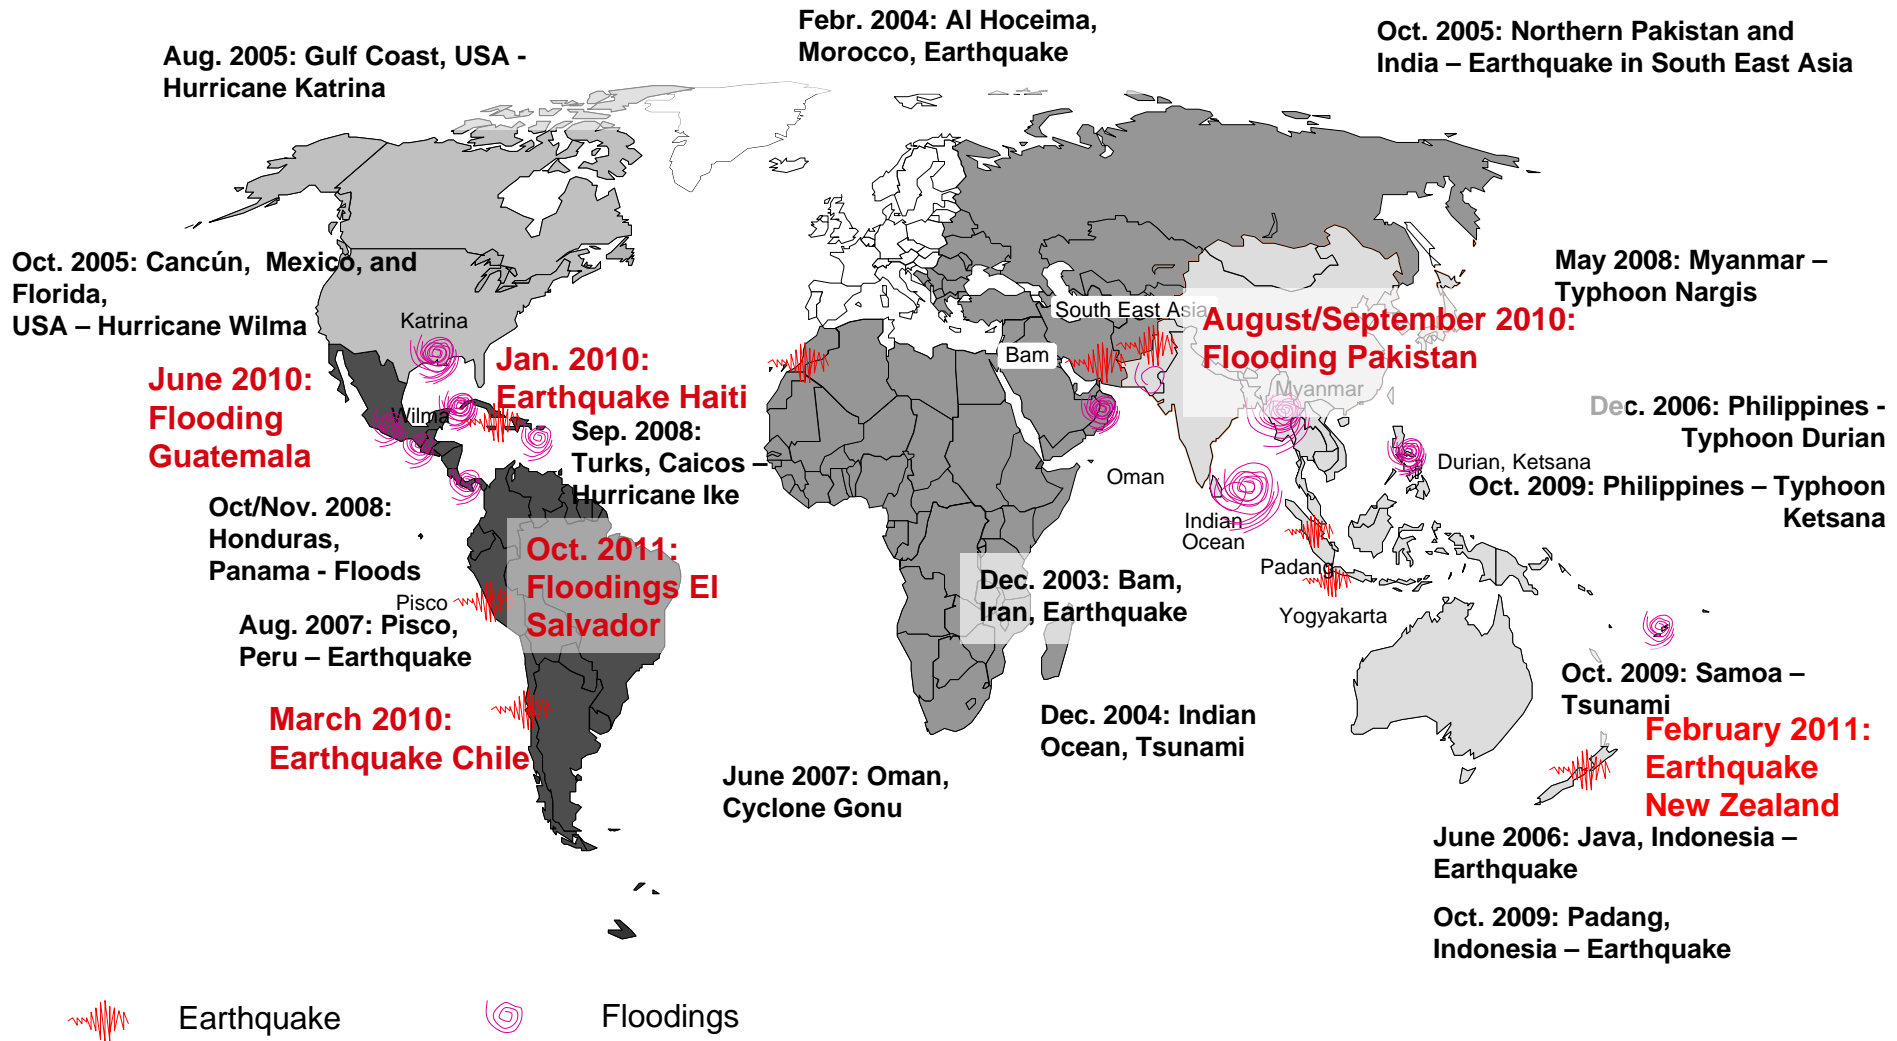 Febr. 2004: Al Hoceima,
Morocco, Earthquake
Oct. 2005: Northern Pakistan and
India – Earthquake in South East Asia
Aug. 2005: Gulf Coast, USA -
Hurricane Katrina
Oct. 2005: Cancún,  Mexico, and
Florida,
USA – Hurricane Wilma
May 2008: Myanmar –
Typhoon Nargis
Katrina
South East Asia
August/September 2010:
Flooding Pakistan
Bam
Myanmar
Jan. 2010:
Earthquake Haiti
June 2010:
Flooding
Guatemala
Wilma
Sep. 2008:
Turks, Caicos –
Hurricane Ike
Dec. 2006: Philippines -
Typhoon Durian
Oman
Durian, Ketsana
Oct. 2009: Philippines – Typhoon
Ketsana
Oct/Nov. 2008:
Honduras,
Panama - Floods
Indian
Ocean
Oct. 2011:
Floodings El
Salvador
Padang
Dec. 2003: Bam,
Iran, Earthquake
Pisco
Yogyakarta
Aug. 2007: Pisco,
Peru – Earthquake
Oct. 2009: Samoa –
Tsunami
March 2010:
Earthquake Chile
Dec. 2004: Indian
Ocean, Tsunami
February 2011:
Earthquake
New Zealand
June 2007: Oman,
Cyclone Gonu
June 2006: Java, Indonesia –
Earthquake
Oct. 2009: Padang,
Indonesia – Earthquake
Earthquake
Floodings